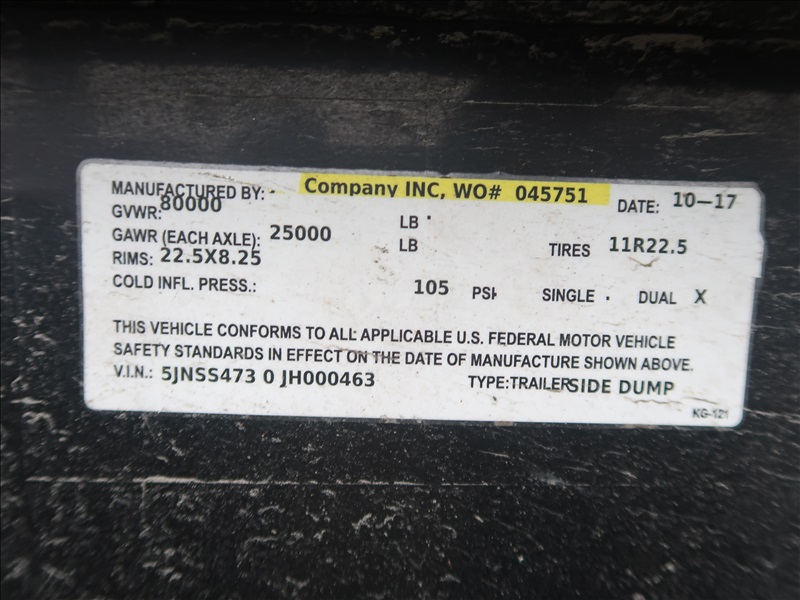 MANUFACTURED BY: Company INC, WO# 045751 DATE: 10-17
GVWR: 80000 LB
GAWR (EACH AXLE): 25000 LB TIRES 11R22.5
RIMS: 22.5X8.25
COLD INFL. PRESS.: 105 PSI SINGLE DUAL X
THIS VEHICLE CONFORMS TO ALL APPLICABLE U.S. FEDERAL MOTOR VEHICLE
SAFETY STANDARDS IN EFFECT ON THE DATE OF MANUFACTURE SHOWN ABOVE.
V.I.N.: 5JNSS473 0 JH000463 TYPE:TRAILER SIDE DUMP
KG-121